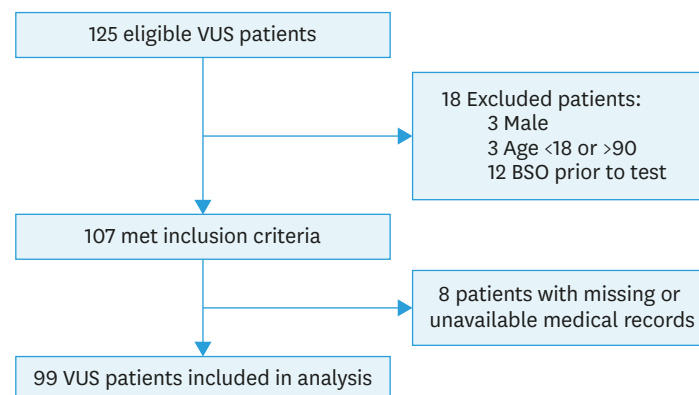 125 eligible VUS patients
18 Excluded patients:
3 Male
3 Age <18 or >90
12 BSO prior to test
107 met inclusion criteria
8 patients with missing or
unavailable medical records
99 VUS patients included in analysis